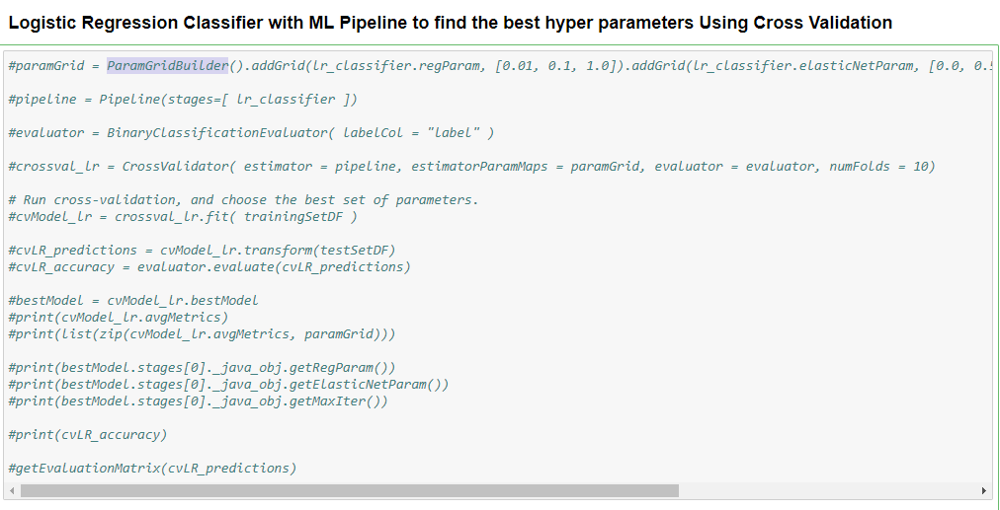 Logistic Regression Classifier with ML Pipeline to find the best hyper parameters Using Cross Validation
#paramGrid = ParamGridBuilder().addGrid(lr_classifier.regParam, [0.01, 0.1, 1.0]).addGrid(lr_classifier.elasticNetParam, [0.0, 0.5
#pipeline = Pipeline(stages=[ lr_classifier ])
#evaluator = BinaryClassificationEvaluator( labelCol = "label" )
#crossval_lr = CrossValidator( estimator = pipeline, estimatorParamMaps = paramGrid, evaluator = evaluator, numFolds = 10)
# Run cross-validation, and choose the best set of parameters.
#cvModel_lr = crossval_lr.fit( trainingSetDF )
#cvLR_predictions = cvModel_lr.transform(testSetDF)
#cvLR_accuracy = evaluator.evaluate(cvLR_predictions)
#bestModel = cvModel_lr.bestModel
#print(cvModel_lr.avgMetrics)
#print(list(zip(cvModel_lr.avgMetrics, paramGrid)))
#print(bestModel.stages[0]._java_obj.getRegParam())
#print(bestModel.stages[0]._java_obj.getElasticNetParam())
#print(bestModel.stages[0]._java_obj.getMaxIter())
#print(cvLR_accuracy)
#getEvaluationMatrix(cvLR_predictions)